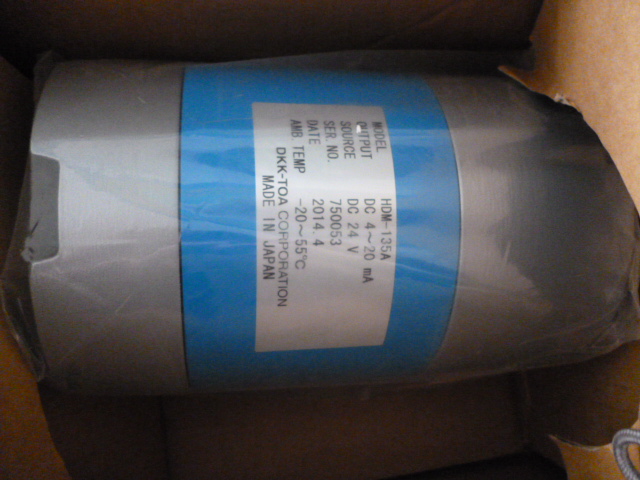 MODEL HDM-135A
OUTPUT DC 4～20 mA
SOURCE DC 24 V
SER.NO. 750053
DATE 2014.4
AMB TEMP -20～55℃
DKK-TOA CORPORATION
MADE IN JAPAN